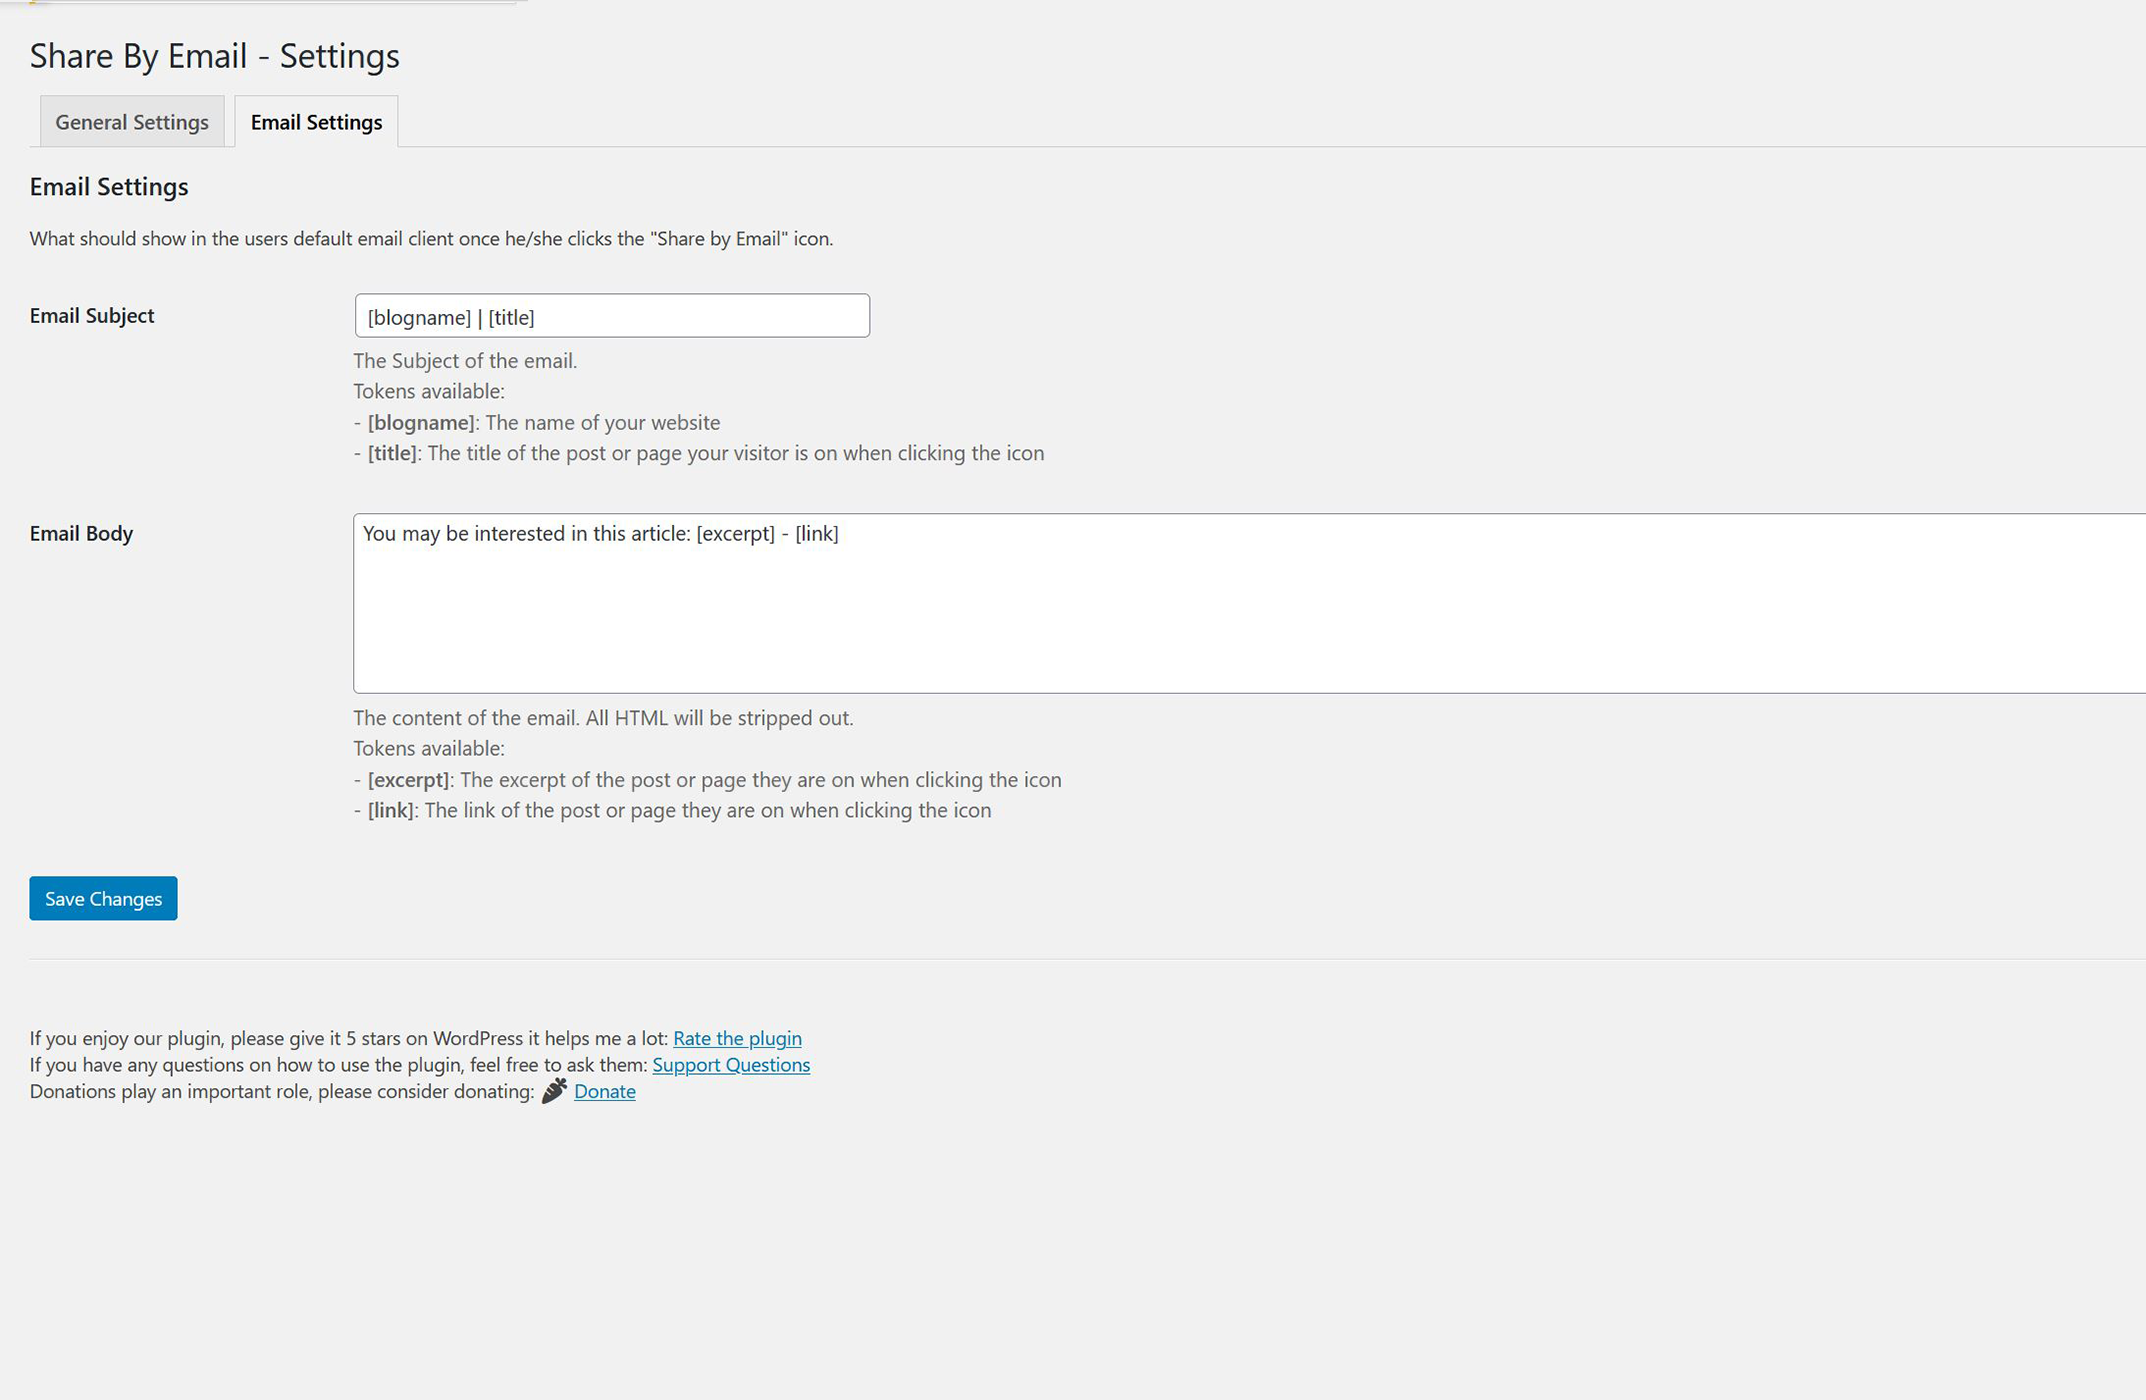 Share By Email - Settings
General Settings
Email Settings
Email Settings
What should show in the users default email client once he/she clicks the "Share by Email" icon.
Email Subject
[blogname] | [title]
The Subject of the email.
Tokens available:
- [blogname]: The name of your website
- [title]: The title of the post or page your visitor is on when clicking the icon
Email Body
You may be interested in this article: [excerpt] - [link]
The content of the email. All HTML will be stripped out.
Tokens available:
- [excerpt]: The excerpt of the post or page they are on when clicking the icon
- [link]: The link of the post or page they are on when clicking the icon
Save Changes
If you enjoy our plugin, please give it 5 stars on WordPress it helps me a lot: Rate the plugin
If you have any questions on how to use the plugin, feel free to ask them: Support Questions
Donations play an important role, please consider donating: Donate